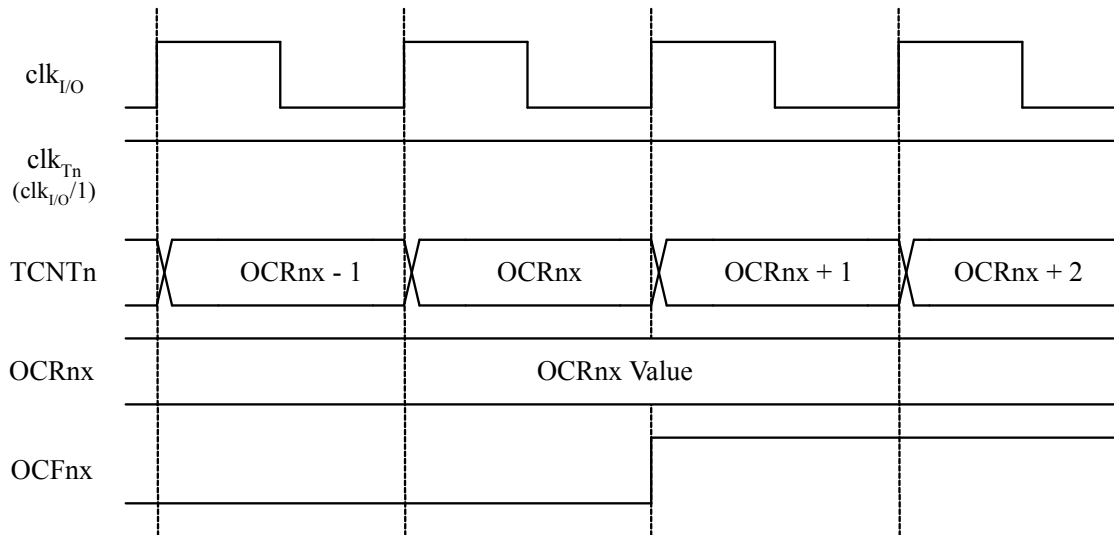 clkI/O
clkTn
(clkI/O/1)
TCNTn
OCRnx - 1
OCRnx
OCRnx + 1
OCRnx + 2
OCRnx
OCRnx Value
OCFnx